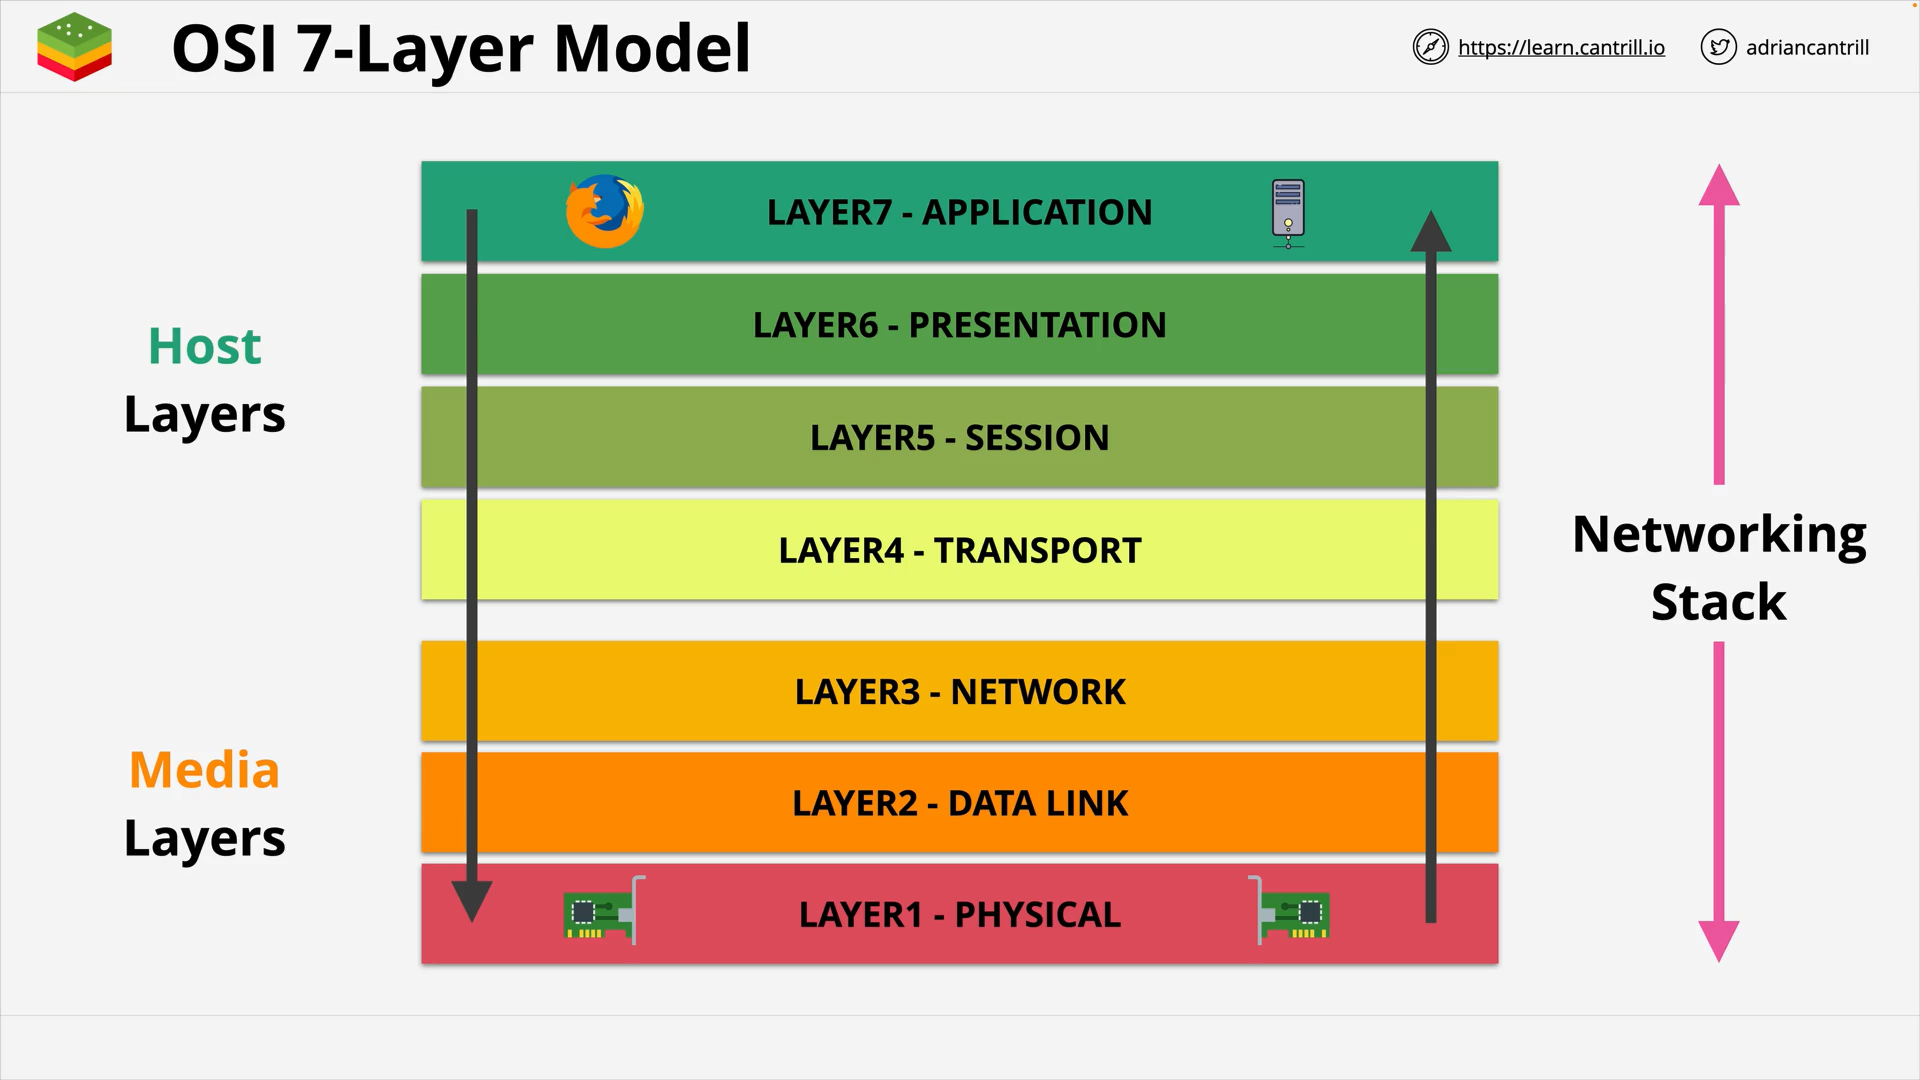 OSI 7-Layer Model
https://learn.cantrill.io
adriancantrill
LAYER7 - APPLICATION
LAYER6 - PRESENTATION
LAYER5 - SESSION
LAYER4 - TRANSPORT
LAYER3 - NETWORK
LAYER2 - DATA LINK
LAYER1 - PHYSICAL
Host
Layers
Media
Layers
Networking
Stack